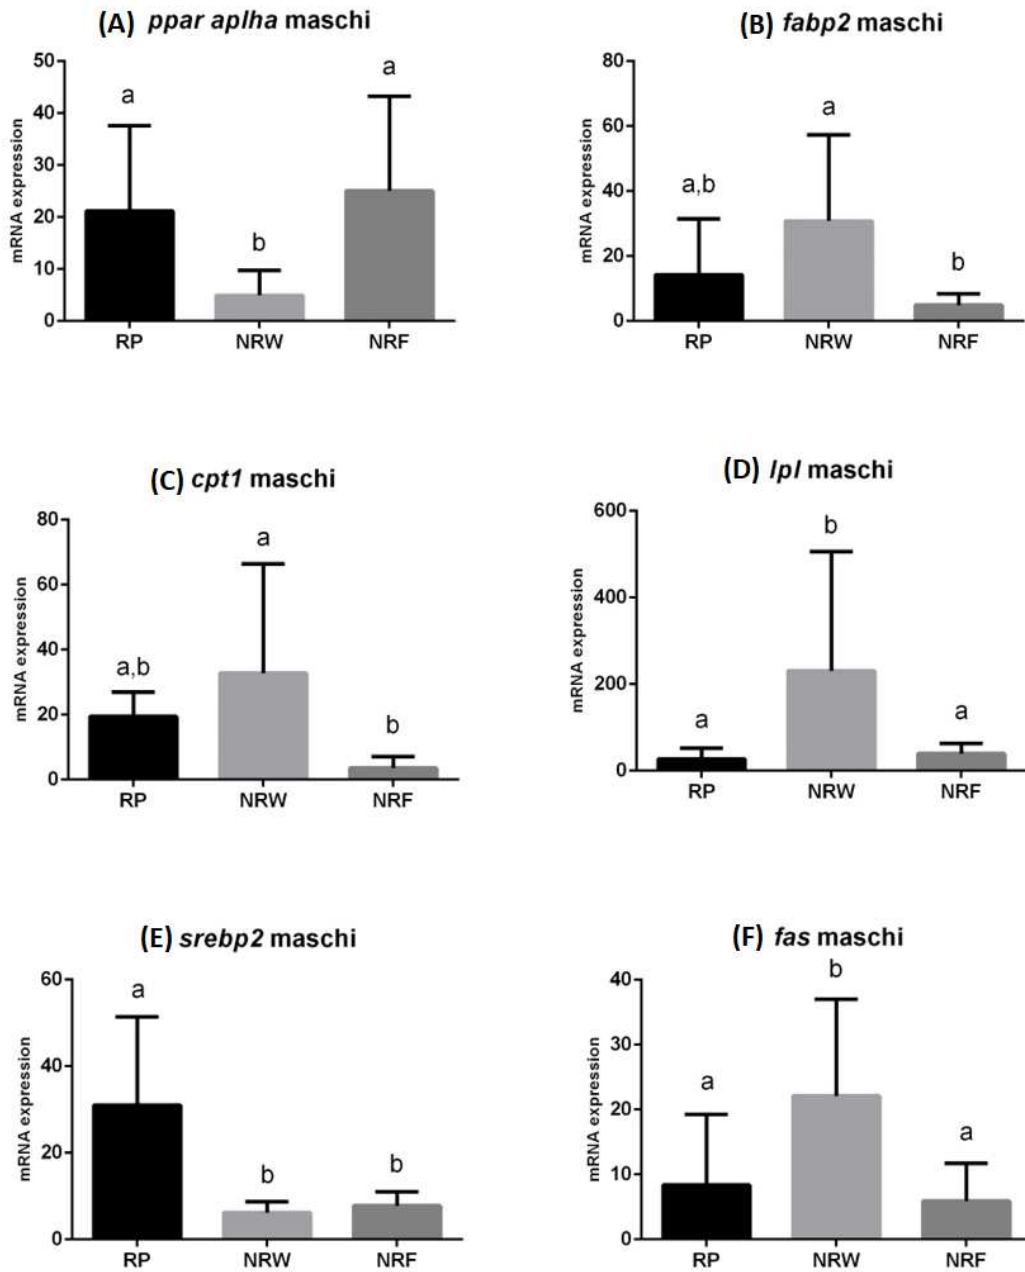 (A) ppar aplha maschi
50
40
30
20
10
0
mRNA expression
a
b
a
RP NRW NRF
(B) fabp2 maschi
80
60
40
20
0
mRNA expression
a,b
a
b
RP NRW NRF
(C) cpt1 maschi
80
60
40
20
0
mRNA expression
a,b
a
b
RP NRW NRF
(D) lpl maschi
600
400
200
0
mRNA expression
a
b
a
RP NRW NRF
(E) srebp2 maschi
60
40
20
0
mRNA expression
a
b
b
RP NRW NRF
(F) fas maschi
40
30
20
10
0
mRNA expression
a
b
a
RP NRW NRF